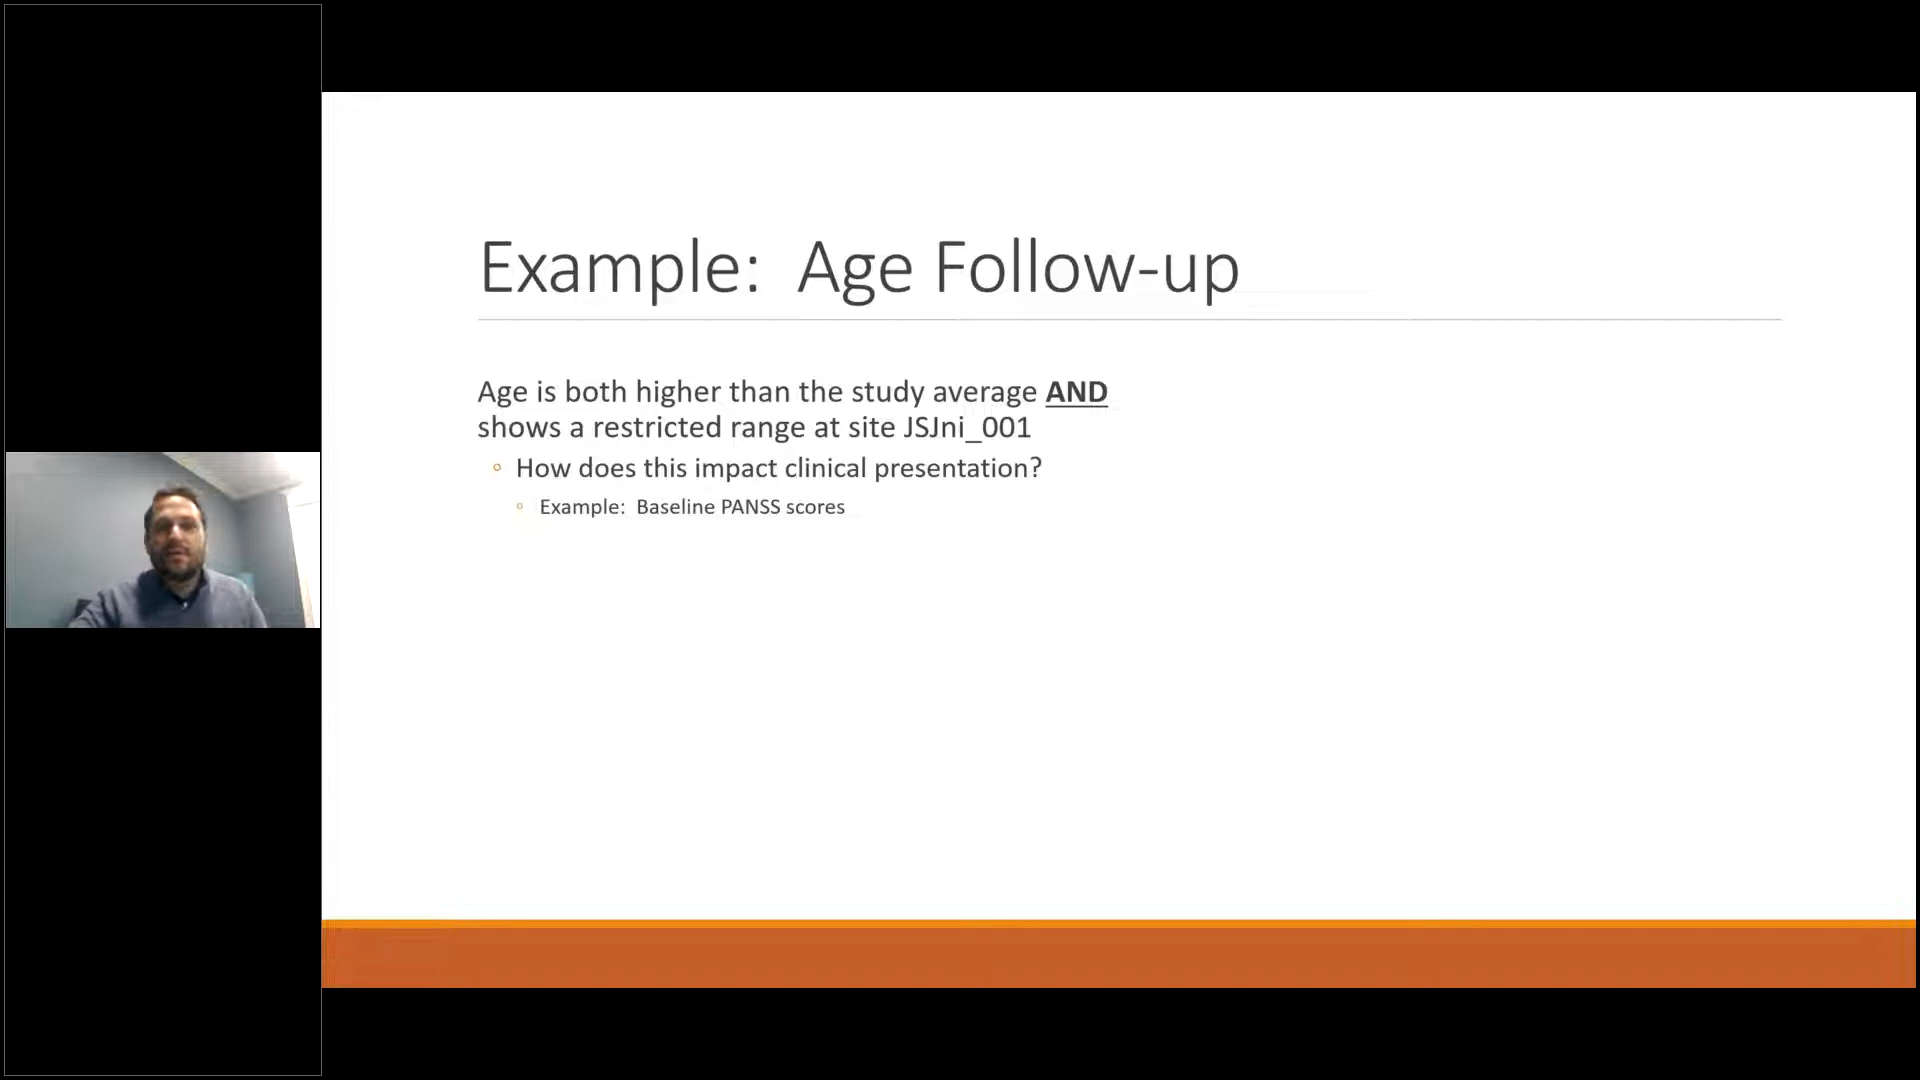 Example: Age Follow-up
Age is both higher than the study average AND
shows a restricted range at site JSJni_001
◦ How does this impact clinical presentation?
◦ Example: Baseline PANSS scores